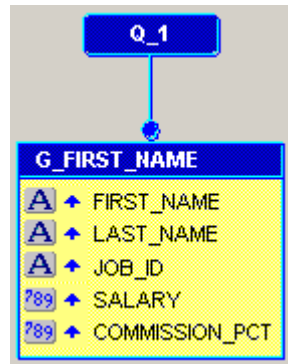 Q_1
G_FIRST_NAME
A FIRST_NAME
A LAST_NAME
A JOB_ID
789 SALARY
789 COMMISSION_PCT